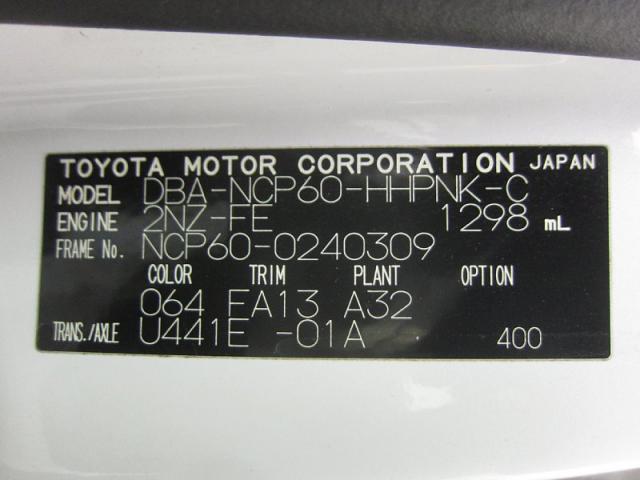 TOYOTA MOTOR CORPORATION JAPAN
MODEL DBA-NCP60-HHPNK-C
ENGINE 2NZ-FE 1298 mL
FRAME No. NCP60-0240309
COLOR TRIM PLANT OPTION
064 EA13 A32
TRANS./AXLE U441E -01A 400